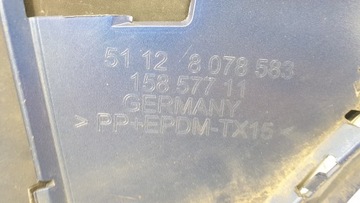 51 12 8 078 583
158 577 11
GERMANY
> PP+EPDM-TX15 <